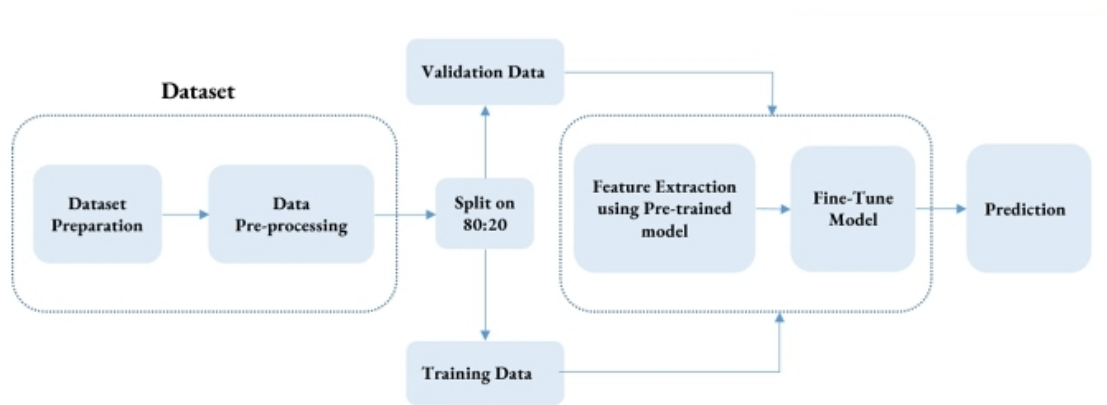 Validation Data
Dataset
Dataset
Preparation
Data
Pre-processing
Split on
80:20
Feature Extraction
using Pre-trained
model
Fine-Tune
Model
Prediction
Training Data